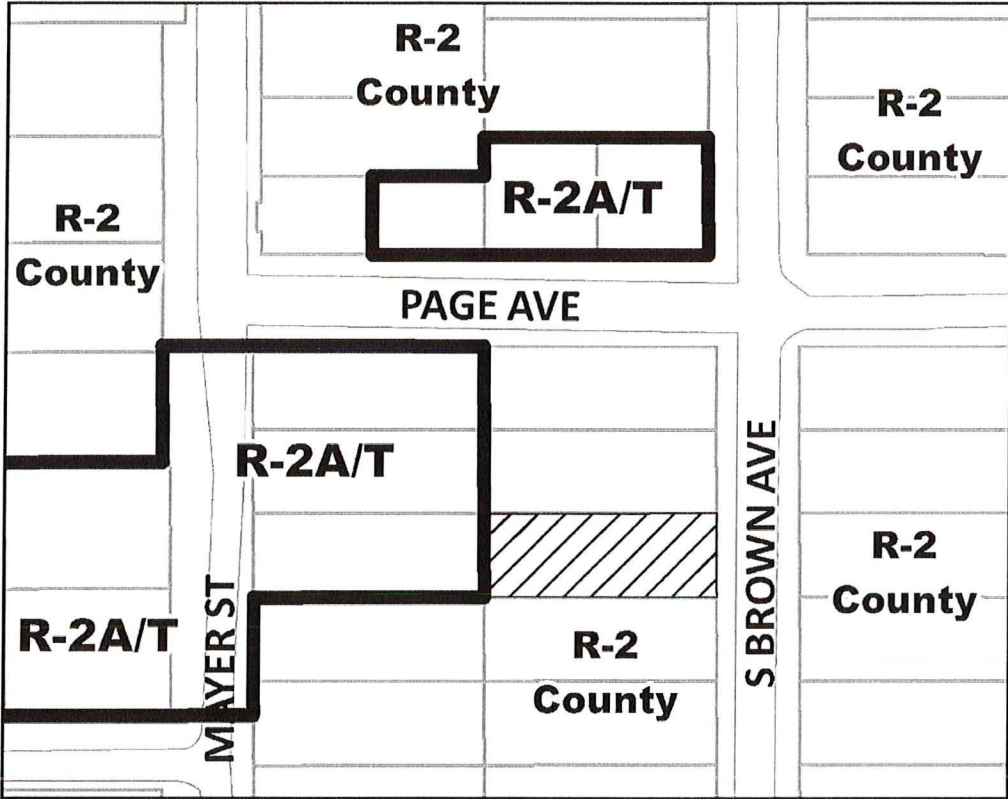 R-2
County
R-2
County
R-2A/T
R-2
County
PAGE AVE
R-2A/T
S BROWN AVE
R-2
County
R-2A/T
MAYER ST
R-2
County